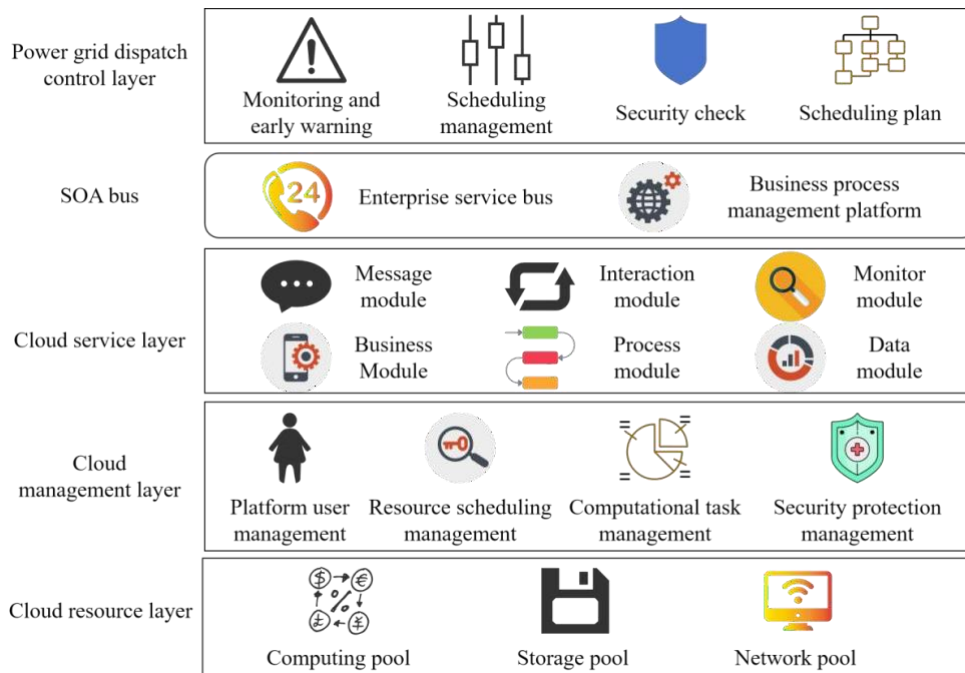 Power grid dispatch
control layer
Monitoring and
early warning
Scheduling
management
Security check
Scheduling plan
SOA bus
24
Enterprise service bus
Business process
management platform
Cloud service layer
Message
module
Interaction
module
Monitor
module
Business
Module
Process
module
Data
module
Cloud
management layer
Platform user
management
Resource scheduling
management
Computational task
management
Security protection
management
Cloud resource layer
$ €
%
£ ¥
Computing pool
Storage pool
Network pool